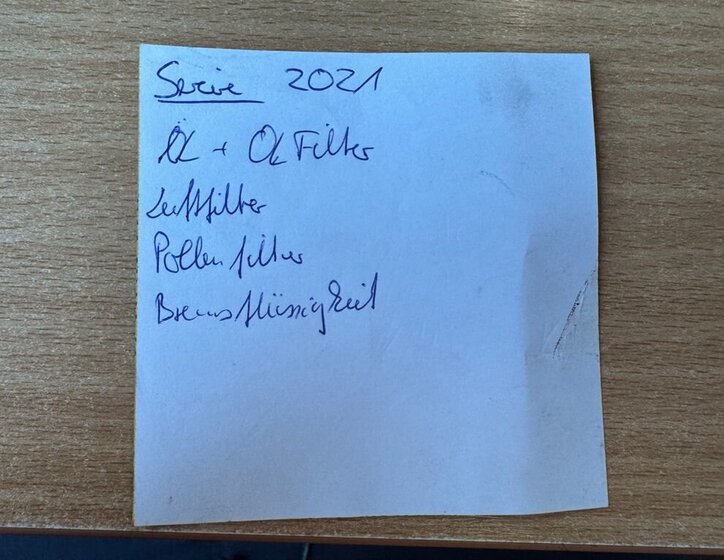 Service 2021
Öl + Öl Filter
Luftfilter
Pollenfilter
Bremsflüssigkeit